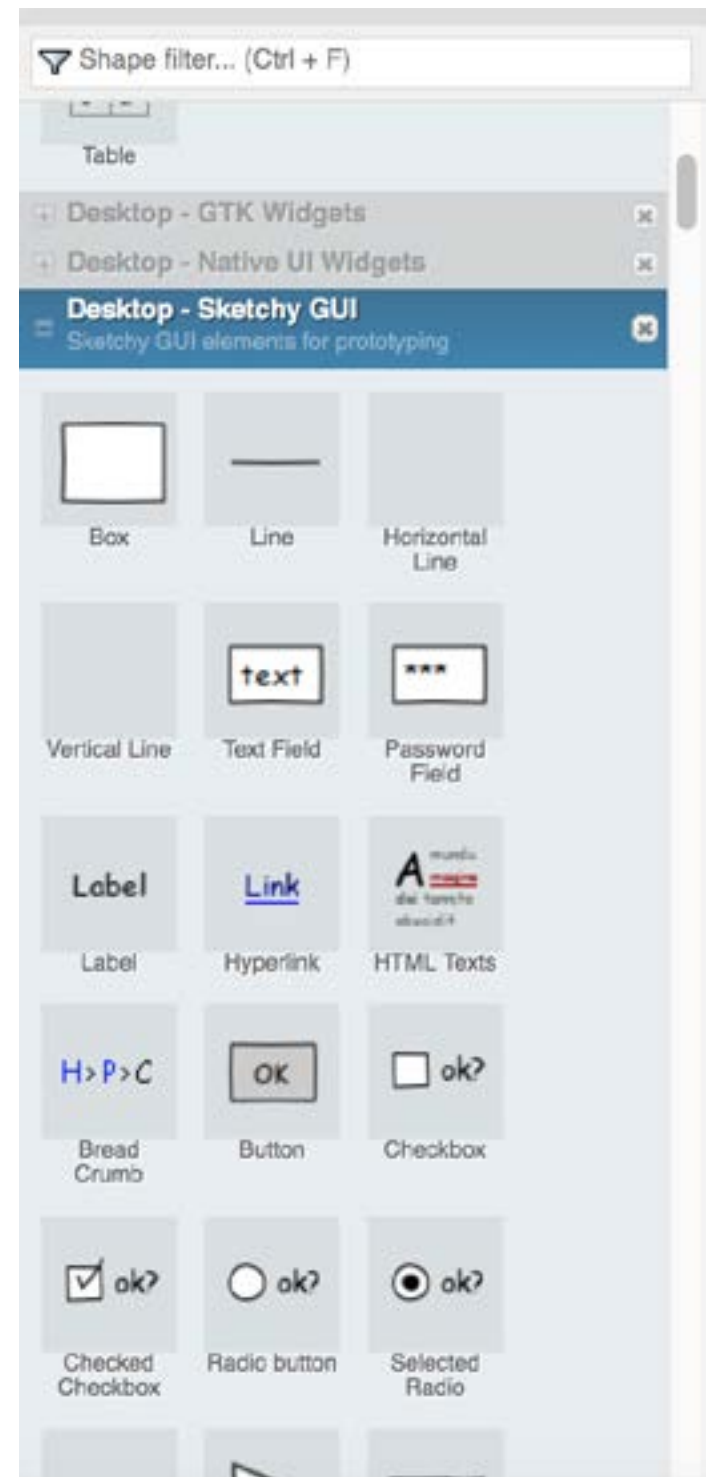 Shape filter... (Ctrl + F)
Table
Desktop - GTK Widgets
Desktop - Native UI Widgets
Desktop - Sketchy GUI
Sketchy GUI elements for prototyping
Box
Line
Horizontal
Line
text
***
Vertical Line
Text Field
Password
Field
Label
Link
A
dei
Label
Hyperlink
HTML Texts
H>P>C
OK
ok?
Bread
Crumb
Button
Checkbox
ok?
ok?
ok?
Checked
Checkbox
Radio button
Selected
Radio